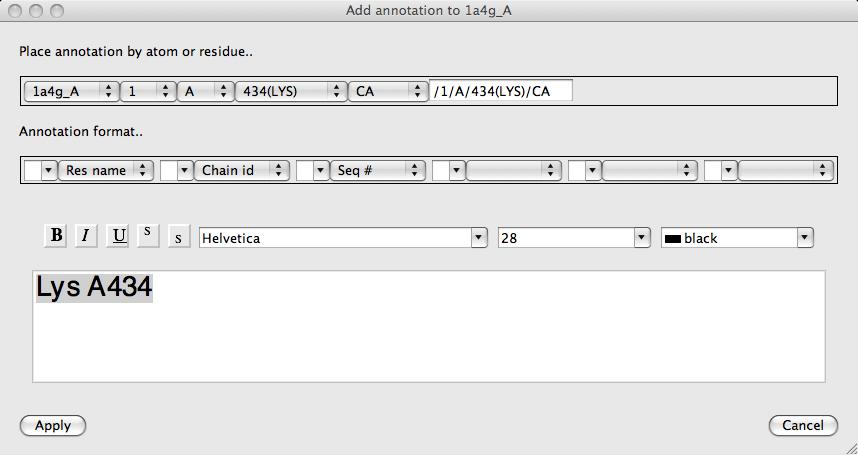 Add annotation to 1a4g_A
Place annotation by atom or residue..
1a4g_A 1 A 434(LYS) CA /1/A/434(LYS)/CA
Annotation format..
Res name Chain id Seq #
B I U S S Helvetica 28 black
Lys A434
Apply Cancel